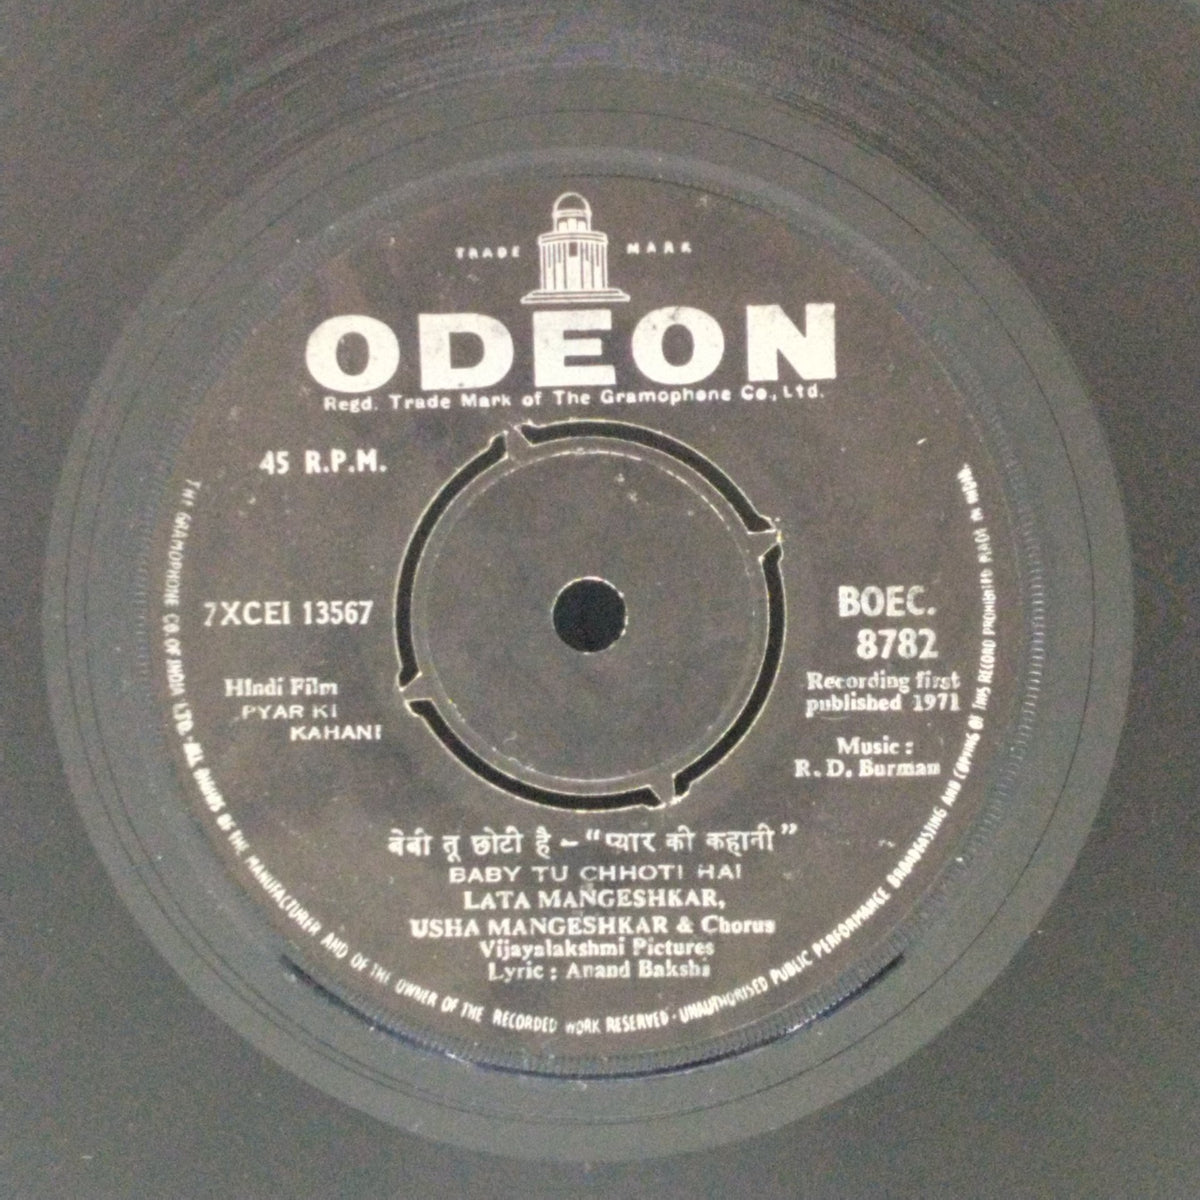 TRADE MARK
ODEON
Regd. Trade Mark of The Gramophone Co., Ltd.
45 R.P.M.
7XCEI 13567
BOEC.
8782
Hindi Film
PYAR KI
KAHANI
Recording first
published 1971
Music :
R. D. Burman
बेबी तू छोटी है – “प्यार की कहानी”
BABY TU CHHOTI HAI
LATA MANGESHKAR,
USHA MANGESHKAR & Chorus
Vijayalakshmi Pictures
Lyric : Anand Bakshi
THE GRAMOPHONE CO. OF INDIA LTD. · ALL RIGHTS OF THE MANUFACTURER AND OF THE OWNER OF THE RECORDED WORK RESERVED · UNAUTHORISED PUBLIC PERFORMANCE BROADCASTING AND COPYING OF THIS RECORD PROHIBITED MADE IN INDIA.